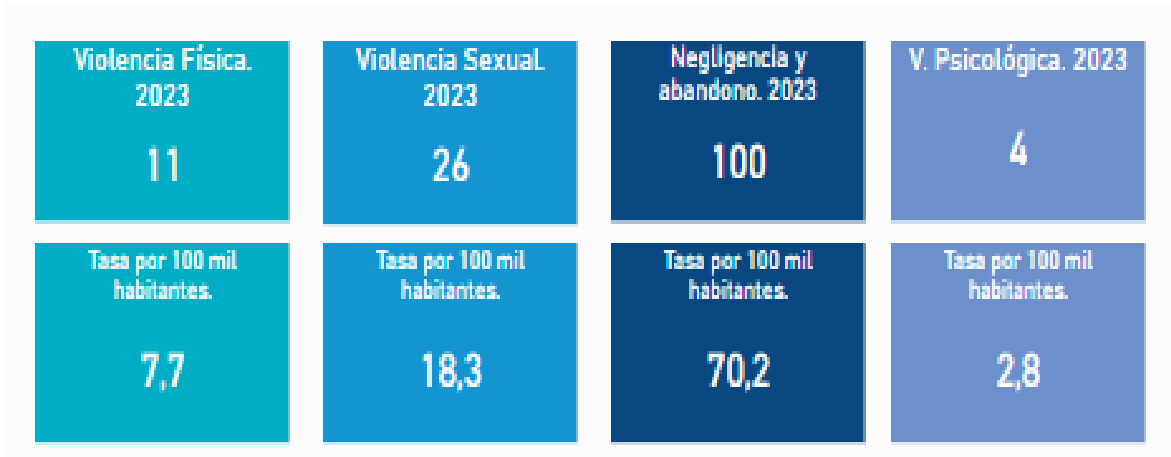 Violencia Física.
2023
11
Violencia Sexual.
2023
26
Negligencia y
abandono. 2023
100
V. Psicológica. 2023
4
Tasa por 100 mil
habitantes.
7,7
Tasa por 100 mil
habitantes.
18,3
Tasa por 100 mil
habitantes.
70,2
Tasa por 100 mil
habitantes.
2,8